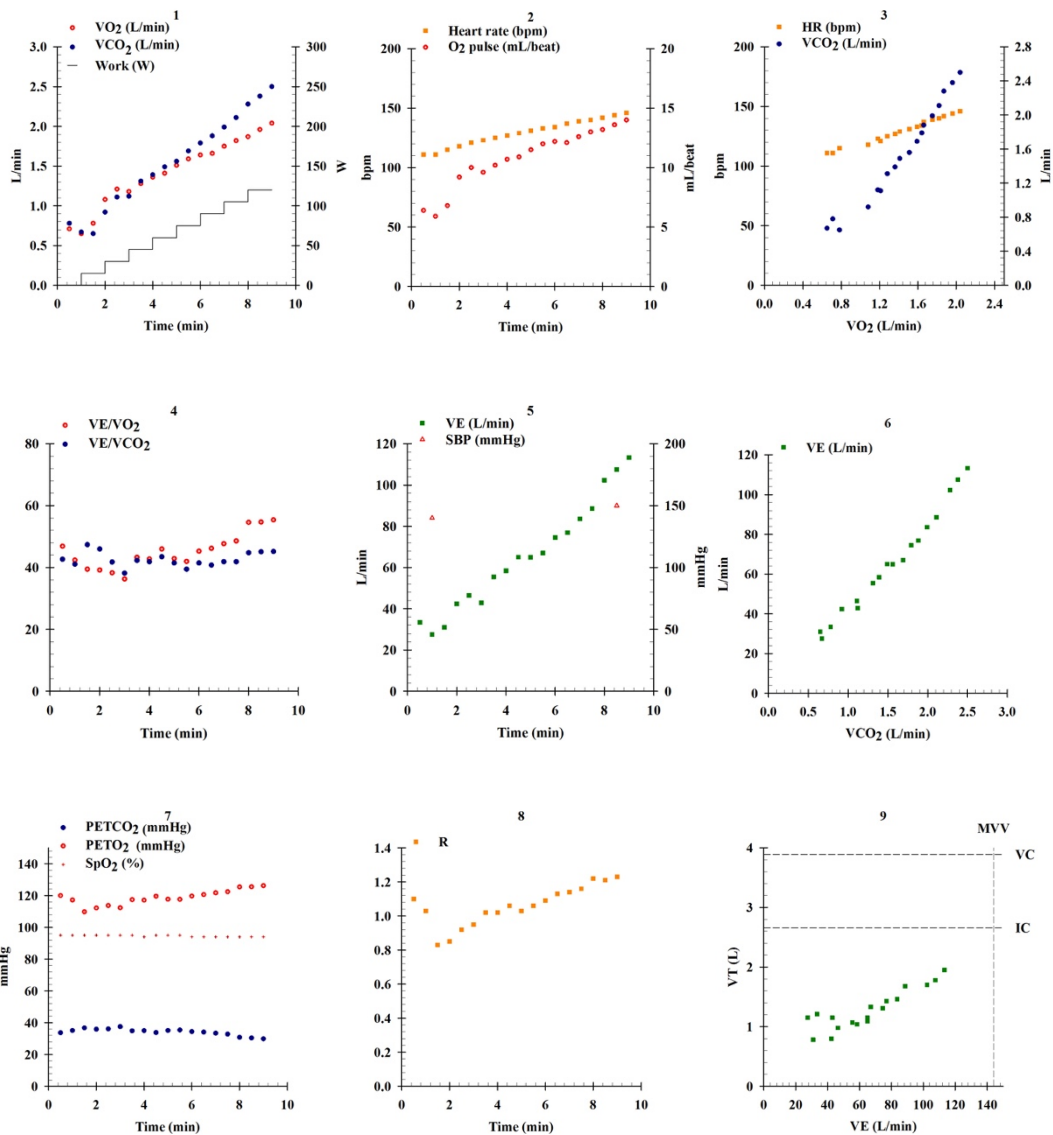 1
VO2 (L/min)
VCO2 (L/min)
Work (W)
3.0
2.5
2.0
1.5
1.0
0.5
0.0
L/min
300
250
200
150
100
50
0
W
0 2 4 6 8 10
Time (min)
2
Heart rate (bpm)
O2 pulse (mL/beat)
200
150
100
50
0
bpm
20
15
10
5
0
mL/beat
0 2 4 6 8 10
Time (min)
3
HR (bpm)
VCO2 (L/min)
200
150
100
50
0
bpm
2.8
2.4
2.0
1.6
1.2
0.8
0.4
0.0
L/min
0.0 0.4 0.8 1.2 1.6 2.0 2.4
VO2 (L/min)
4
VE/VO2
VE/VCO2
80
60
40
20
0
0 2 4 6 8 10
Time (min)
5
VE (L/min)
SBP (mmHg)
120
100
80
60
40
20
0
L/min
200
150
100
50
0
mmHg
0 2 4 6 8 10
Time (min)
6
VE (L/min)
120
100
80
60
40
20
0
L/min
0.0 0.5 1.0 1.5 2.0 2.5 3.0
VCO2 (L/min)
7
PETCO2 (mmHg)
PETO2 (mmHg)
SpO2 (%)
140
120
100
80
60
40
20
0
mmHg
0 2 4 6 8 10
Time (min)
8
R
1.4
1.2
1.0
0.8
0.6
0.4
0.2
0.0
0 2 4 6 8 10
Time (min)
9
MVV
4
3
2
1
0
VT (L)
VC
IC
0 20 40 60 80 100 120 140
VE (L/min)